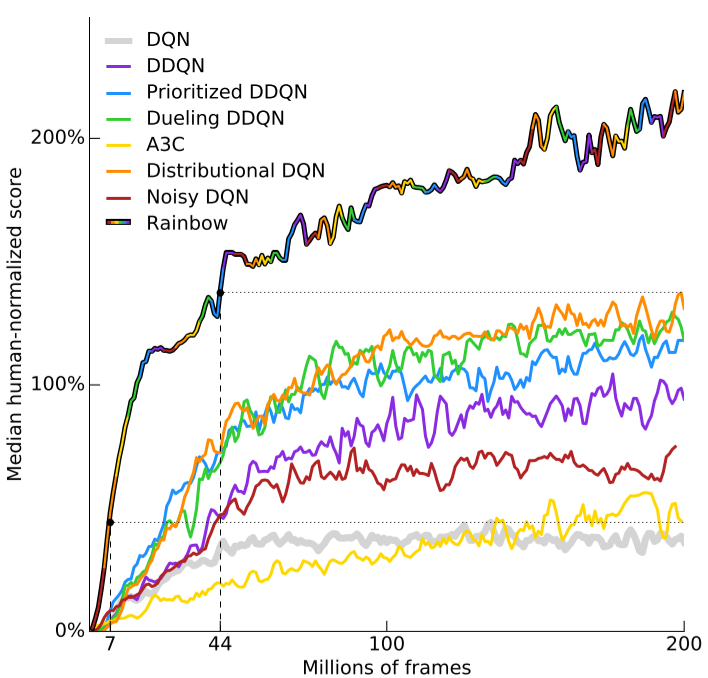 DQN
DDQN
Prioritized DDQN
Dueling DDQN
A3C
Distributional DQN
Noisy DQN
Rainbow
200%
100%
0%
Median human-normalized score
7
44
100
200
Millions of frames